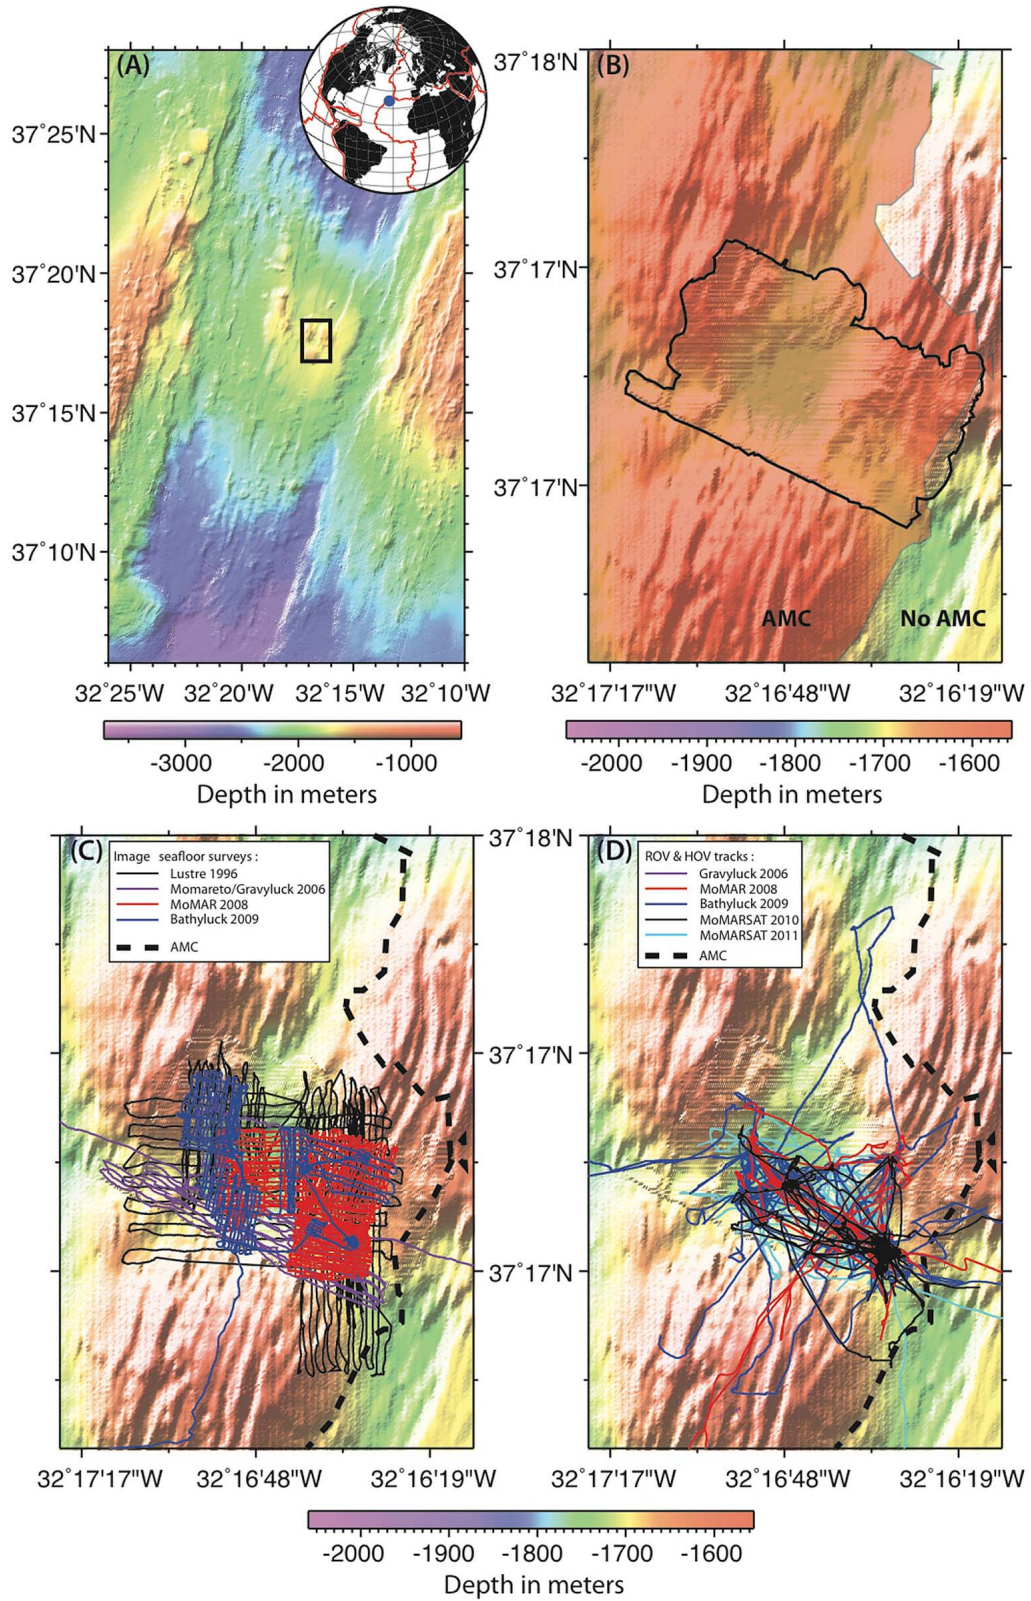 (A)
37°25'N
37°20'N
37°15'N
37°10'N
32°25'W 32°20'W 32°15'W 32°10'W
-3000 -2000 -1000
Depth in meters
(B)
37°18'N
37°17'N
37°17'N
AMC
No AMC
32°17'17"W 32°16'48"W 32°16'19"W
-2000 -1900 -1800 -1700 -1600
Depth in meters
(C)
Image seafloor surveys :
Lustre 1996
Momareto/Gravyluck 2006
MoMAR 2008
Bathyluck 2009
AMC
32°17'17"W 32°16'48"W 32°16'19"W
37°18'N
37°17'N
37°17'N
(D)
ROV & HOV tracks :
Gravyluck 2006
MoMAR 2008
Bathyluck 2009
MoMARSAT 2010
MoMARSAT 2011
AMC
32°17'17"W 32°16'48"W 32°16'19"W
-2000 -1900 -1800 -1700 -1600
Depth in meters